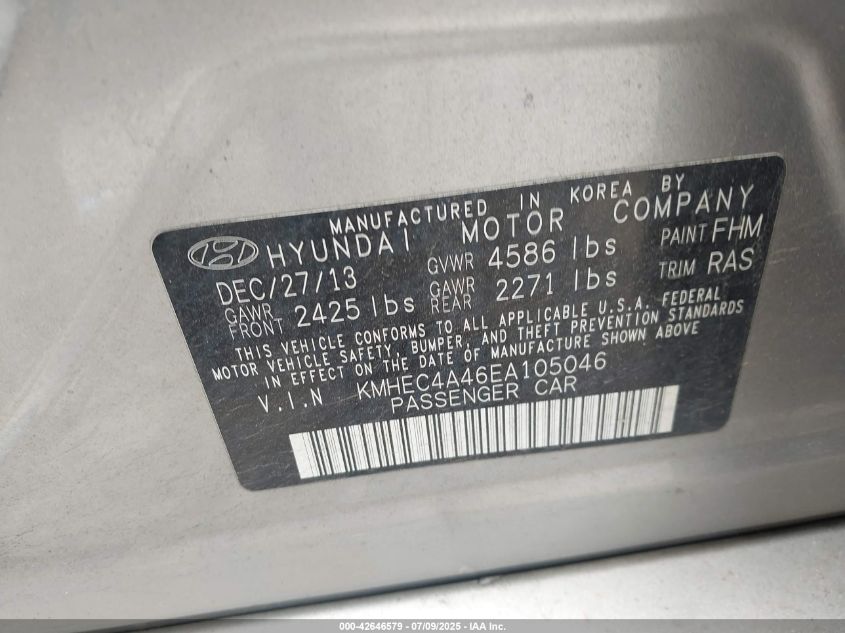 MANUFACTURED IN KOREA BY
HYUNDAI MOTOR COMPANY
DEC/27/13 GVWR 4586 lbs PAINT FHM
GAWR FRONT 2425 lbs GAWR REAR 2271 lbs TRIM RAS
THIS VEHICLE CONFORMS TO ALL APPLICABLE U.S.A. FEDERAL
MOTOR VEHICLE SAFETY, BUMPER, AND THEFT PREVENTION STANDARDS
IN EFFECT ON THE DATE OF MANUFACTURE SHOWN ABOVE
V.I.N KMHEC4A46EA105046
PASSENGER CAR
000-42646579 / 07/09/2025 - IAA Inc.